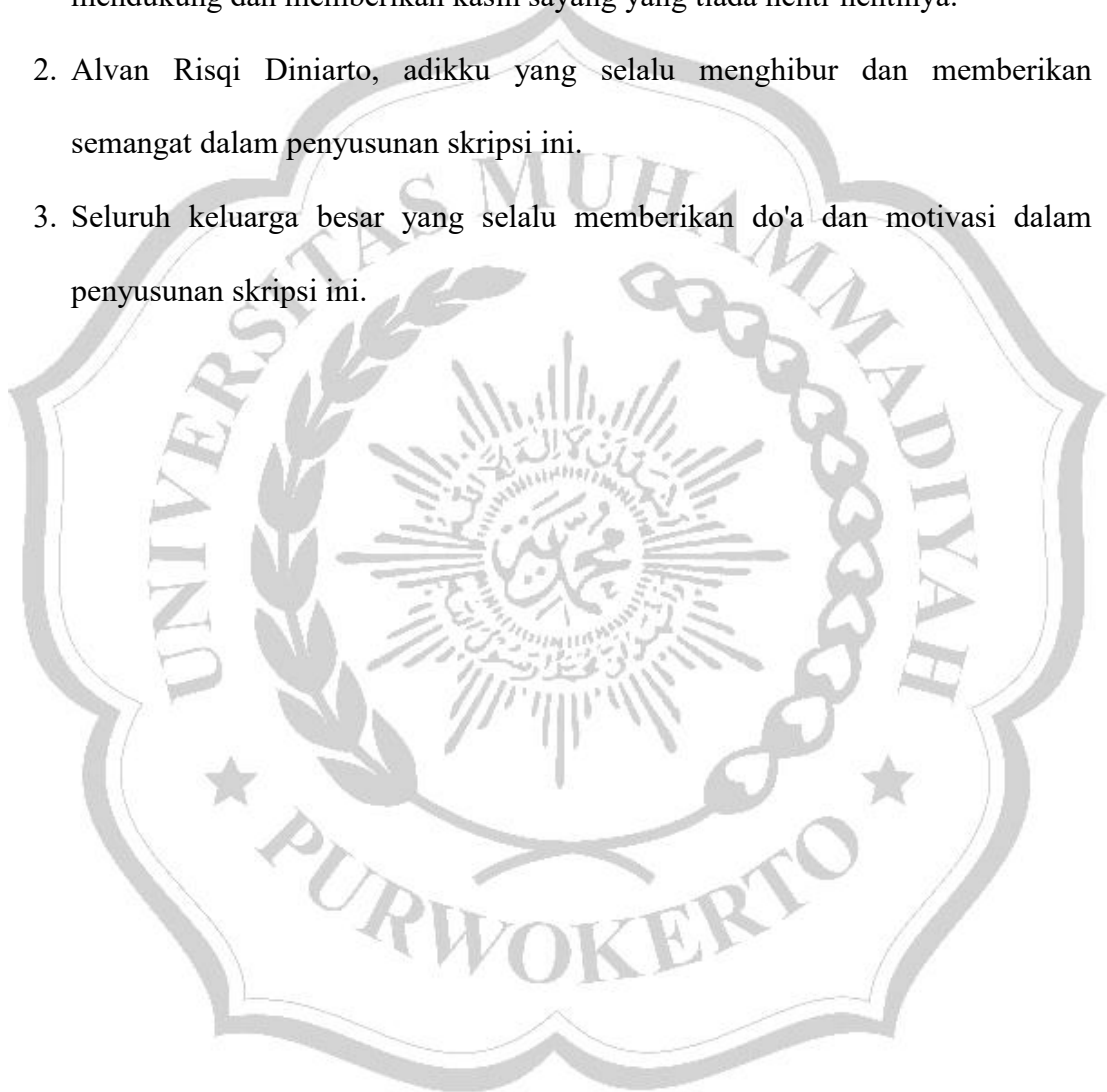 mendukung dan memberikan kasih sayang yang tiada henti-hentinya.
2. Alvan Risqi Diniarto, adikku yang selalu menghibur dan memberikan
semangat dalam penyusunan skripsi ini.
3. Seluruh keluarga besar yang selalu memberikan do'a dan motivasi dalam
penyusunan skripsi ini.
UNIVERSITAS MUHAMMADIYAH
محمدية
PURWOKERTO